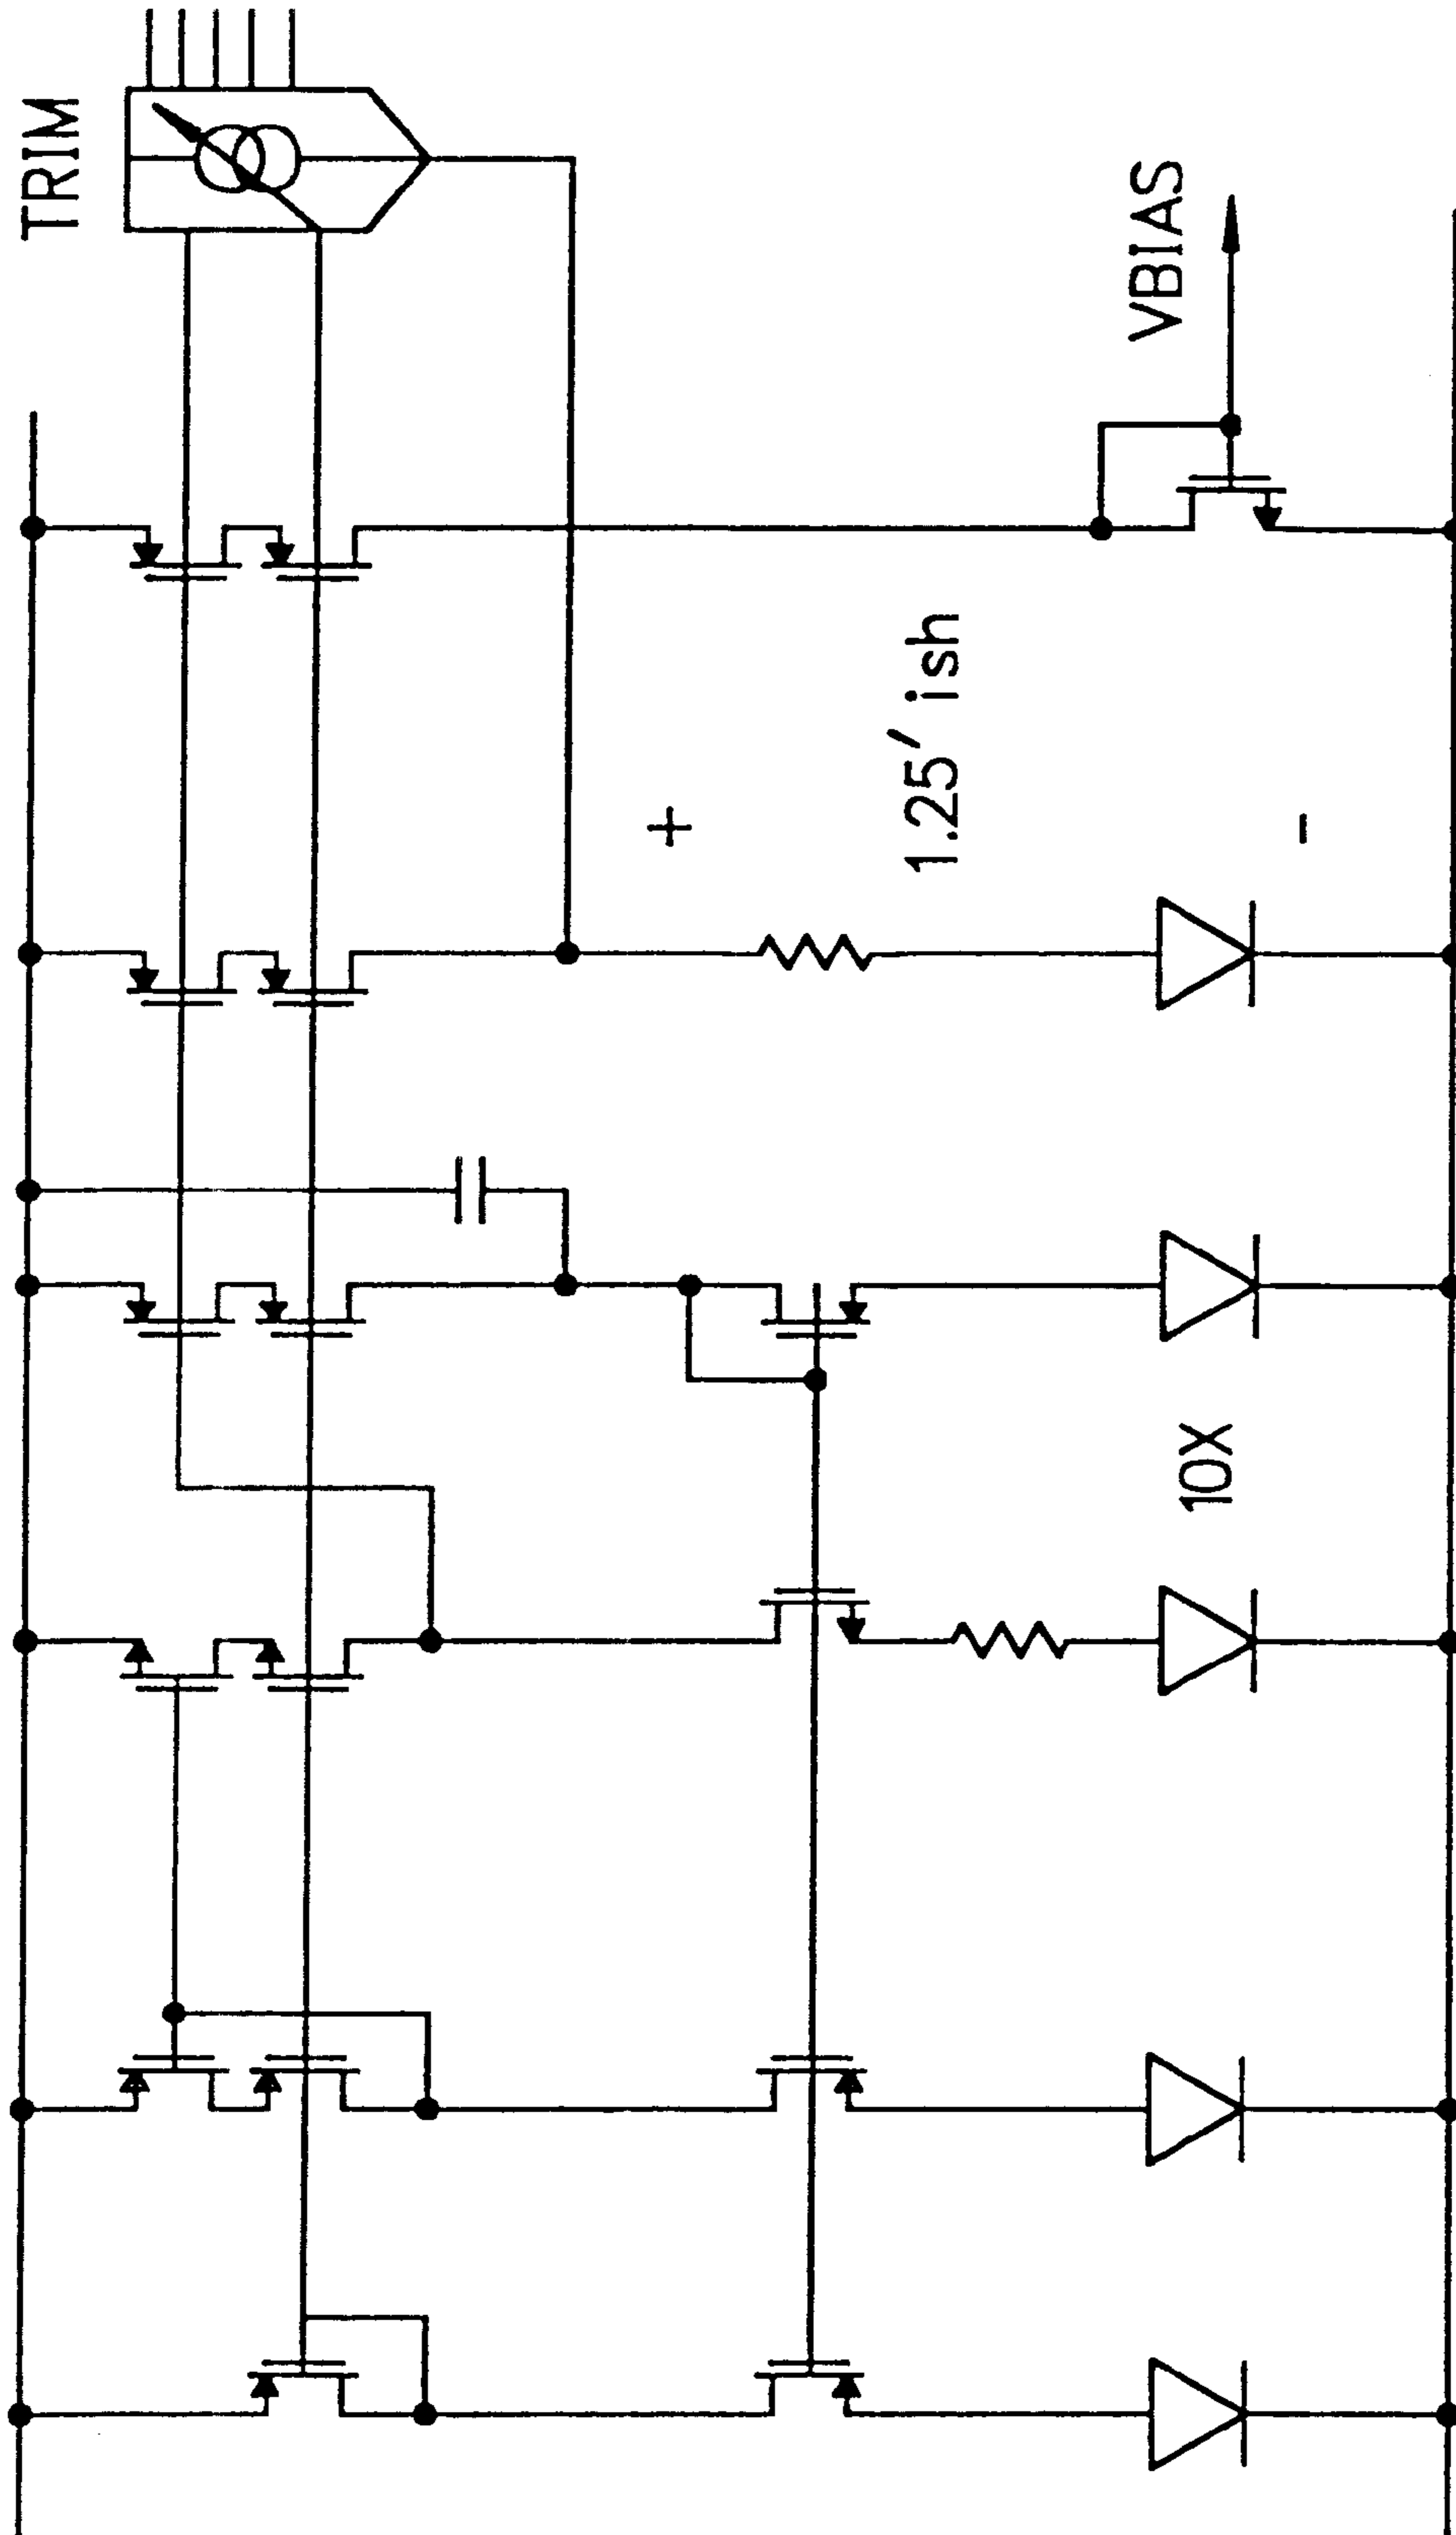 TRIM
VBIAS
1.25' ish
+
-
10X